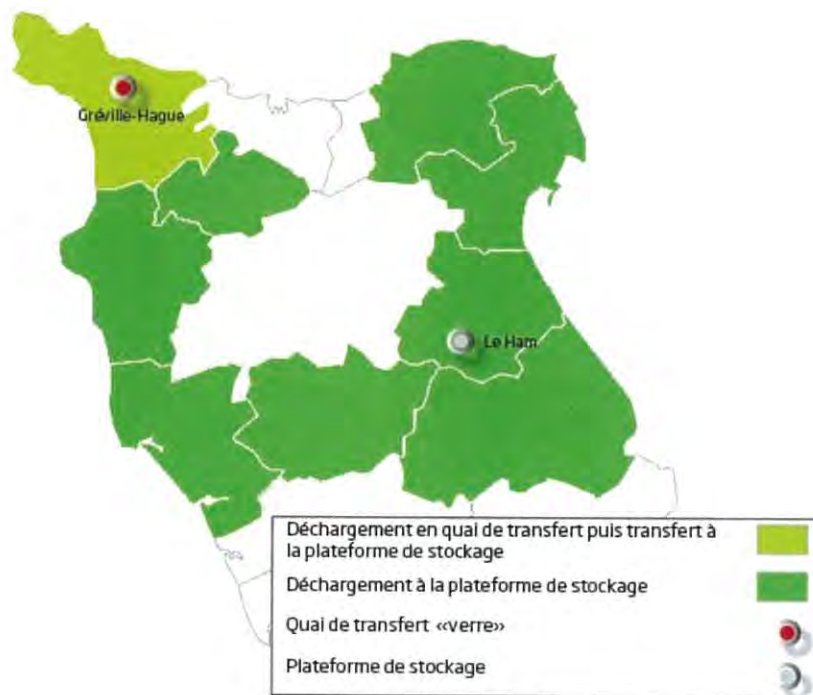 Gréville-Hague
Le Ham
Déchargement en quai de transfert puis transfert à
la plateforme de stockage
Déchargement à la plateforme de stockage
Quai de transfert «verre»
Plateforme de stockage